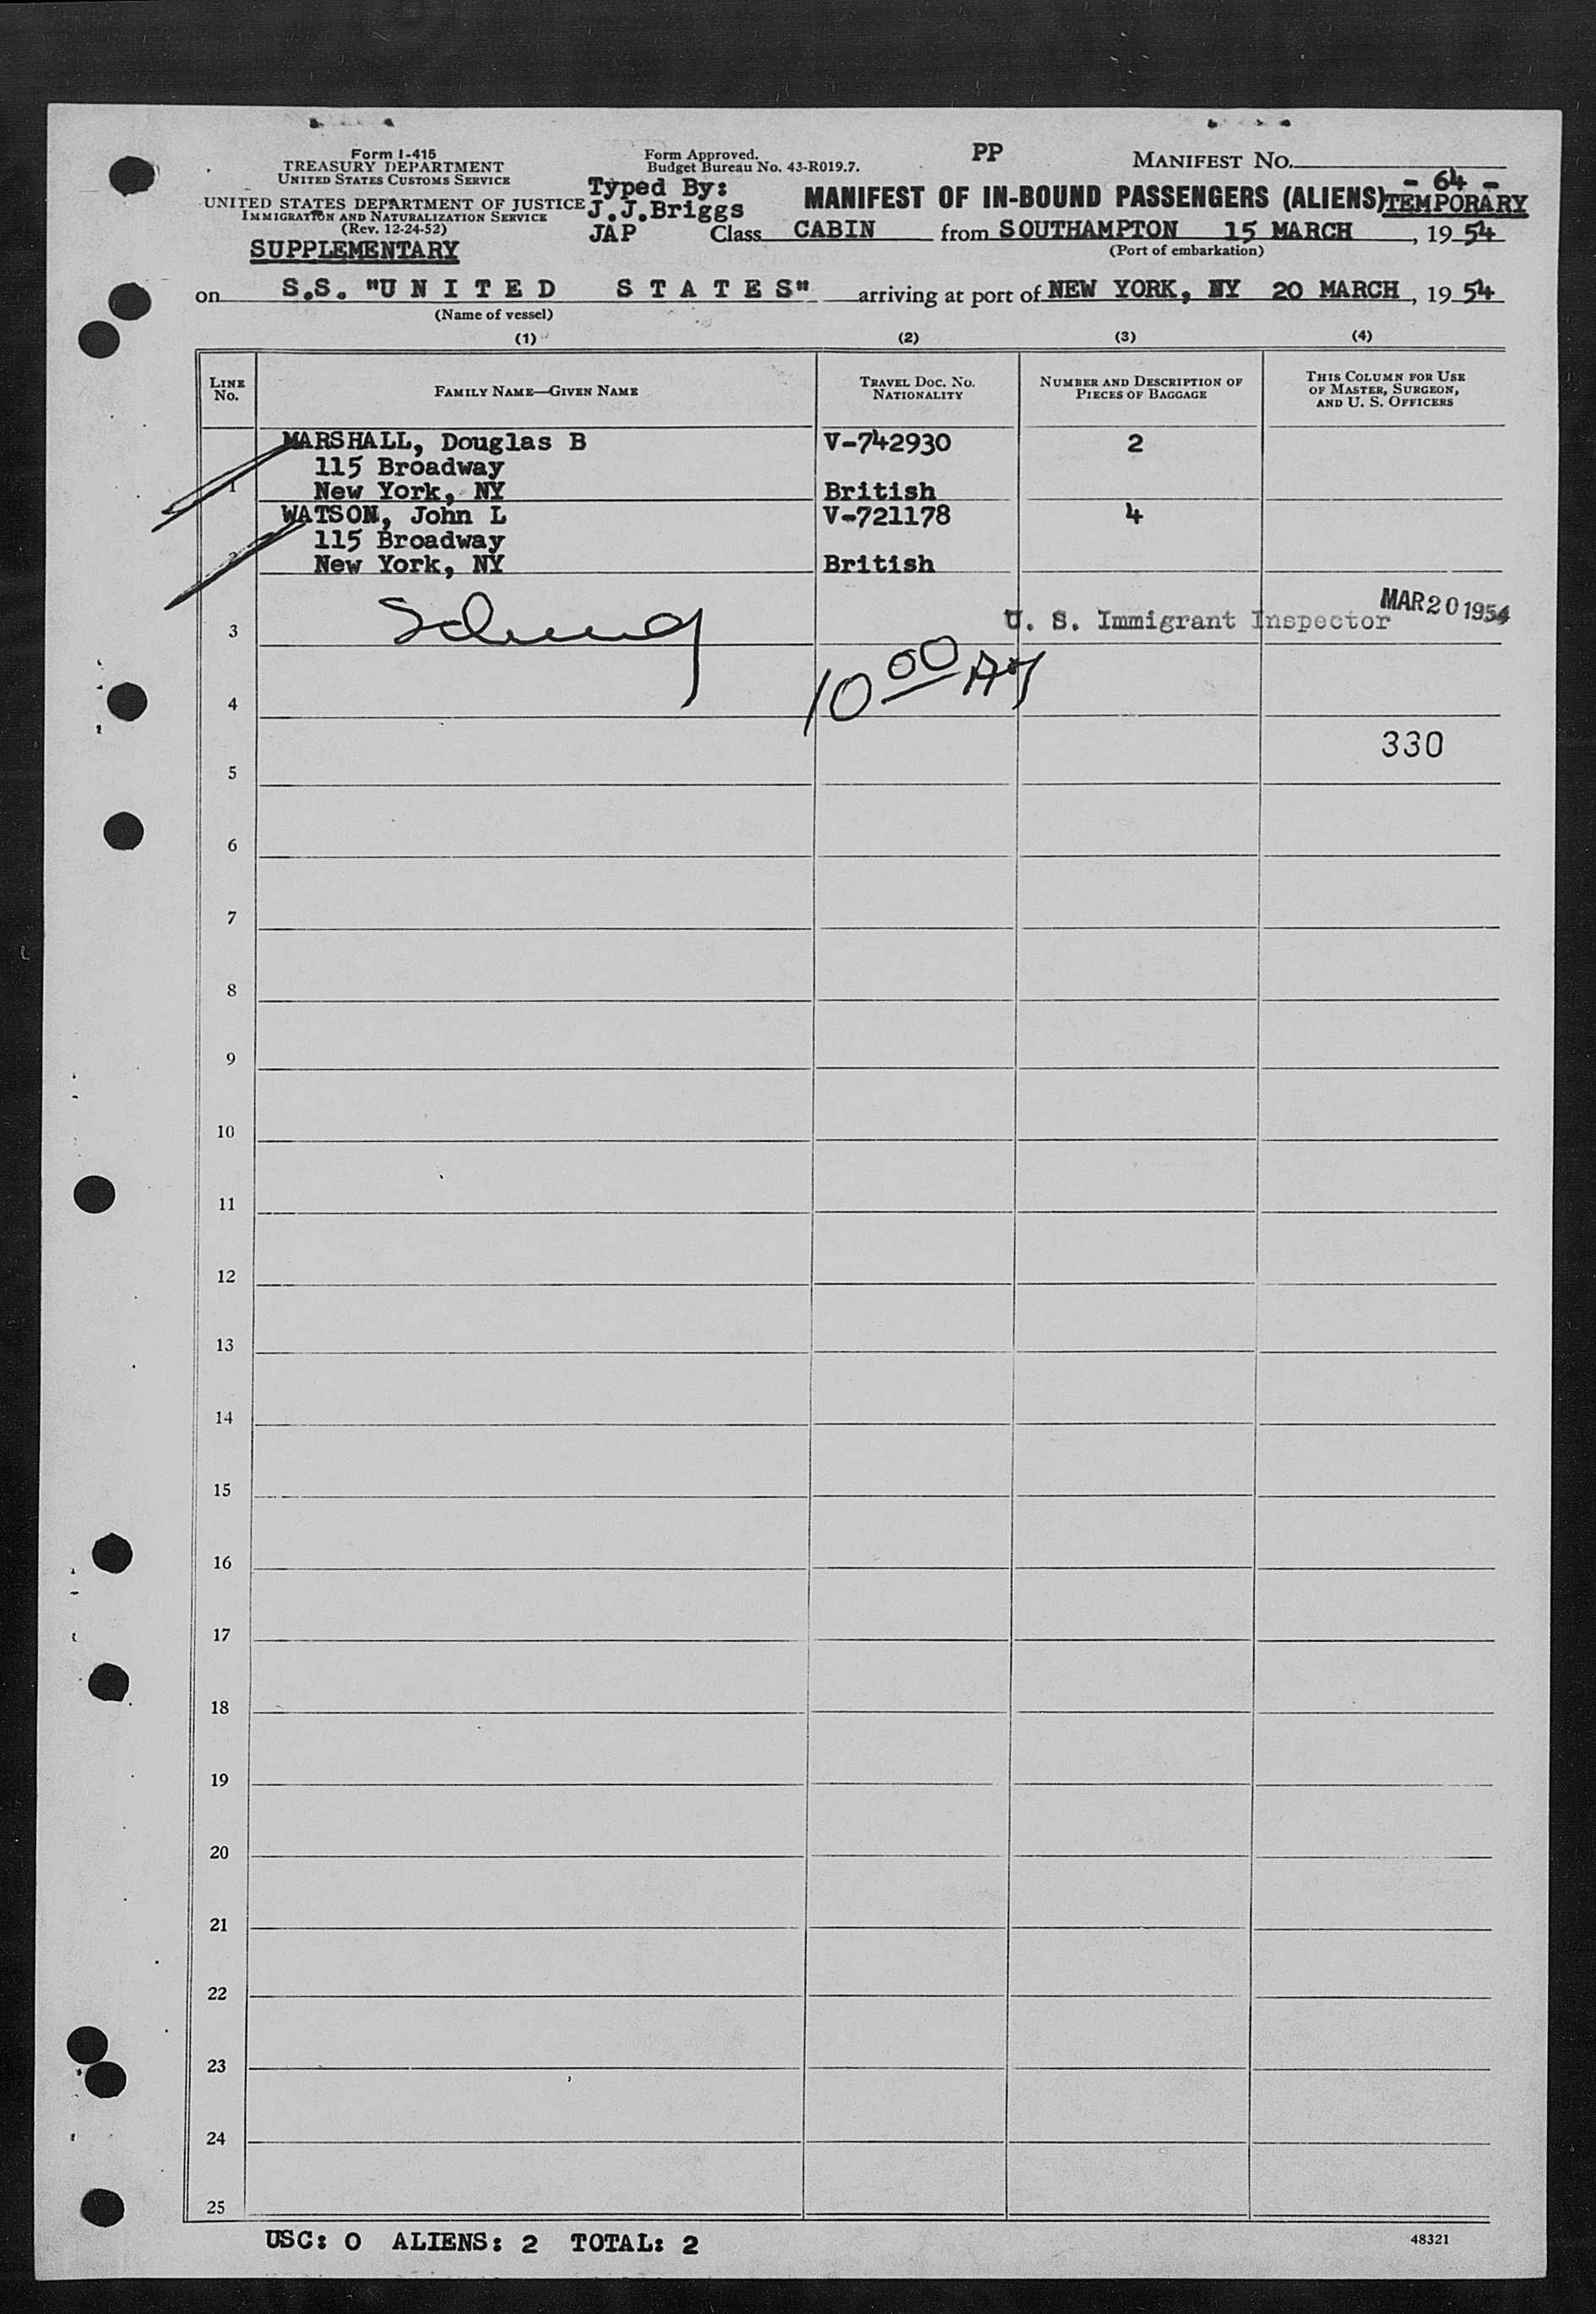 Form I-415
TREASURY DEPARTMENT
UNITED STATES CUSTOMS SERVICE
UNITED STATES DEPARTMENT OF JUSTICE
IMMIGRATION AND NATURALIZATION SERVICE
(Rev. 12-24-52)
SUPPLEMENTARY
Form Approved.
Budget Bureau No. 43-R019.7.
Typed By:
J.J.Briggs
JAP
PP
MANIFEST No.
- 64 -
MANIFEST OF IN-BOUND PASSENGERS (ALIENS) TEMPORARY
Class CABIN from SOUTHAMPTON 15 MARCH, 19 54
(Port of embarkation)
on S.S. "U N I T E D S T A T E S" arriving at port of NEW YORK, NY 20 MARCH, 19 54
(Name of vessel)
(1) (2) (3) (4)
LINE No. FAMILY NAME—GIVEN NAME TRAVEL DOC. No. NATIONALITY NUMBER AND DESCRIPTION OF PIECES OF BAGGAGE THIS COLUMN FOR USE OF MASTER, SURGEON, AND U. S. OFFICERS
MARSHALL, Douglas B V-742930 2
115 Broadway
1 New York, NY British
WATSON, John L V-721178 4
115 Broadway
2 New York, NY British
3 U. S. Immigrant Inspector MAR 20 1954
4 10 00
5 330
6
7
8
9
10
11
12
13
14
15
16
17
18
19
20
21
22
23
24
25
USC: 0 ALIENS: 2 TOTAL: 2
48321